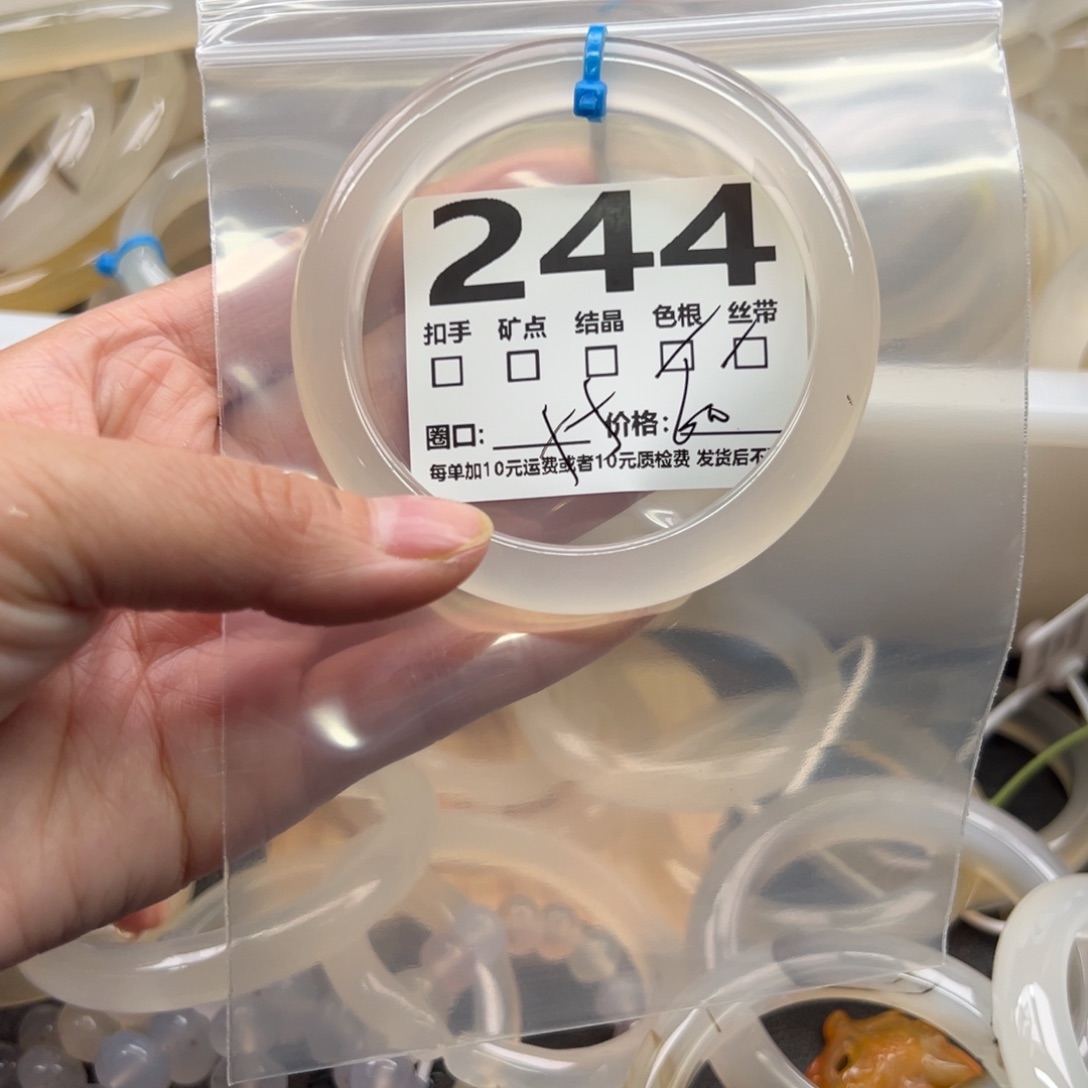 244
扣手 矿点 结晶 色根 丝带
圈口: 价格:
每单加10元运费或者10元质检费 发货后不